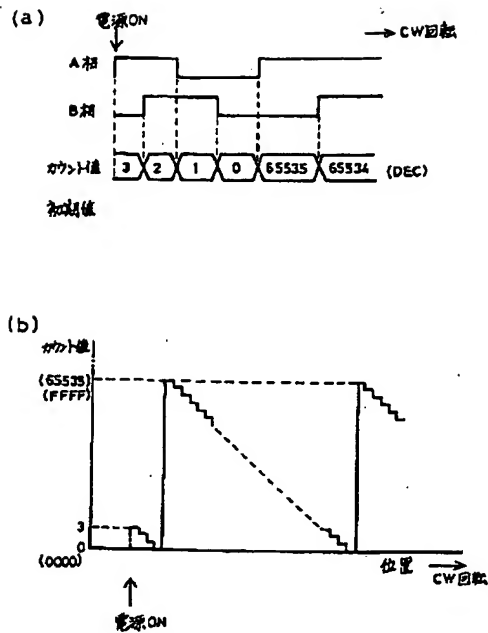 (a)
電源ON
→ CW回転
A相
B相
カウント値 3 2 1 0 65535 65534 (DEC)
初期値
(b)
カウント値
(65535)
(FFFF)
3
0
(0000)
位置
→ CW回転
電源ON